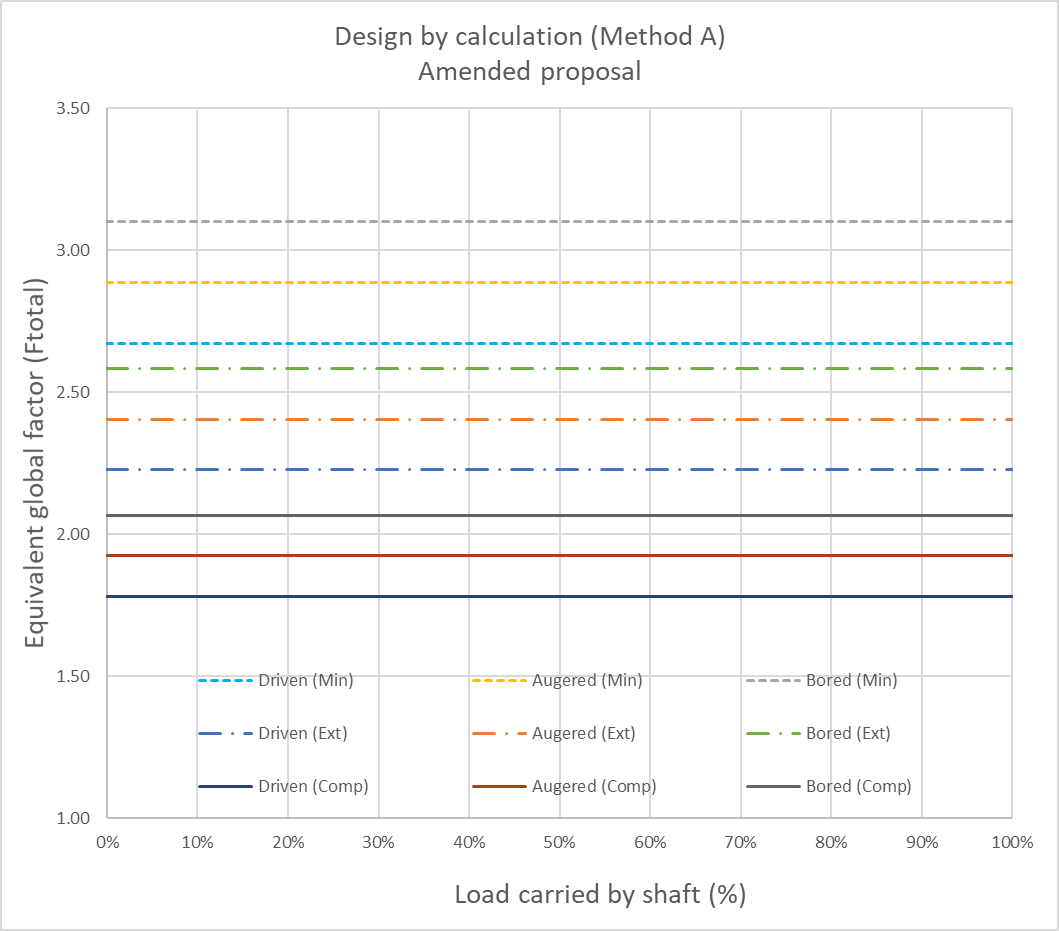 Design by calculation (Method A)
Amended proposal
Equivalent global factor (Ftotal)
3.50
3.00
2.50
2.00
1.50
1.00
Driven (Min) Augered (Min) Bored (Min)
Driven (Ext) Augered (Ext) Bored (Ext)
Driven (Comp) Augered (Comp) Bored (Comp)
0% 10% 20% 30% 40% 50% 60% 70% 80% 90% 100%
Load carried by shaft (%)